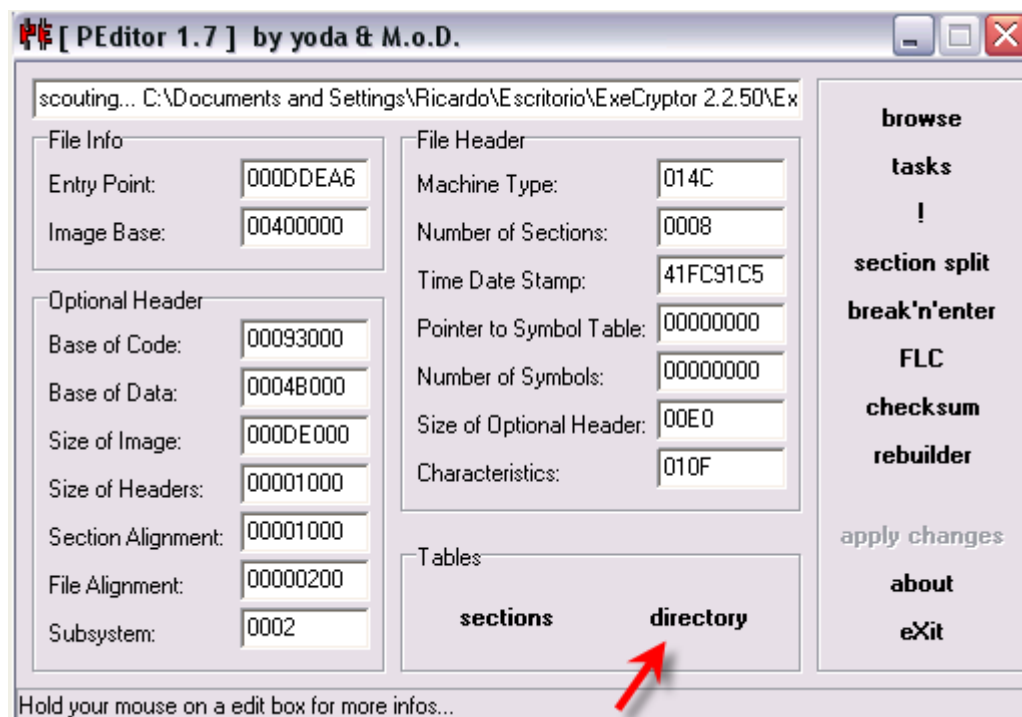 [ PEditor 1.7 ] by yoda & M.o.D.
scouting... C:\Documents and Settings\Ricardo\Escritorio\ExeCryptor 2.2.50\Ex
File Info
Entry Point: 000DDEA6
Image Base: 00400000
Optional Header
Base of Code: 00093000
Base of Data: 0004B000
Size of Image: 000DE000
Size of Headers: 00001000
Section Alignment: 00001000
File Alignment: 00000200
Subsystem: 0002
File Header
Machine Type: 014C
Number of Sections: 0008
Time Date Stamp: 41FC91C5
Pointer to Symbol Table: 00000000
Number of Symbols: 00000000
Size of Optional Header: 00E0
Characteristics: 010F
Tables
sections directory
browse
tasks
!
section split
break'n'enter
FLC
checksum
rebuilder
apply changes
about
eXit
Hold your mouse on a edit box for more infos...